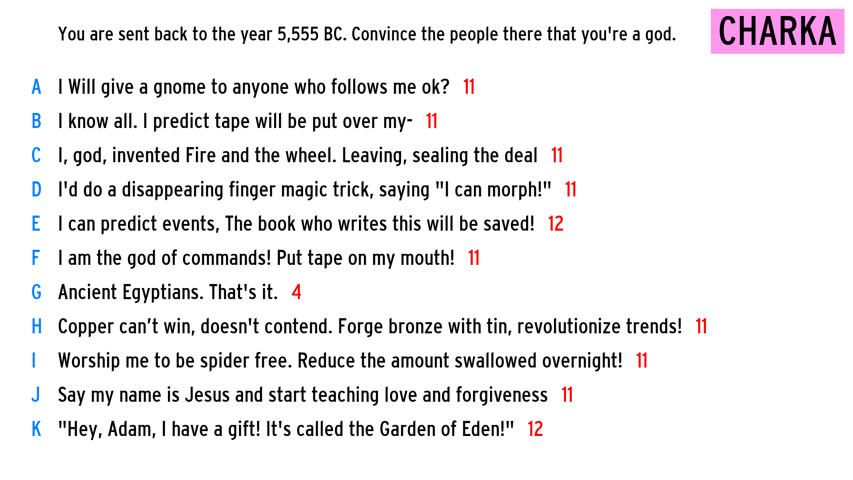 You are sent back to the year 5,555 BC. Convince the people there that you're a god.
CHARKA
A I Will give a gnome to anyone who follows me ok? 11
B I know all. I predict tape will be put over my- 11
C I, god, invented Fire and the wheel. Leaving, sealing the deal 11
D I'd do a disappearing finger magic trick, saying "I can morph!" 11
E I can predict events, The book who writes this will be saved! 12
F I am the god of commands! Put tape on my mouth! 11
G Ancient Egyptians. That's it. 4
H Copper can’t win, doesn't contend. Forge bronze with tin, revolutionize trends! 11
I Worship me to be spider free. Reduce the amount swallowed overnight! 11
J Say my name is Jesus and start teaching love and forgiveness 11
K "Hey, Adam, I have a gift! It's called the Garden of Eden!" 12